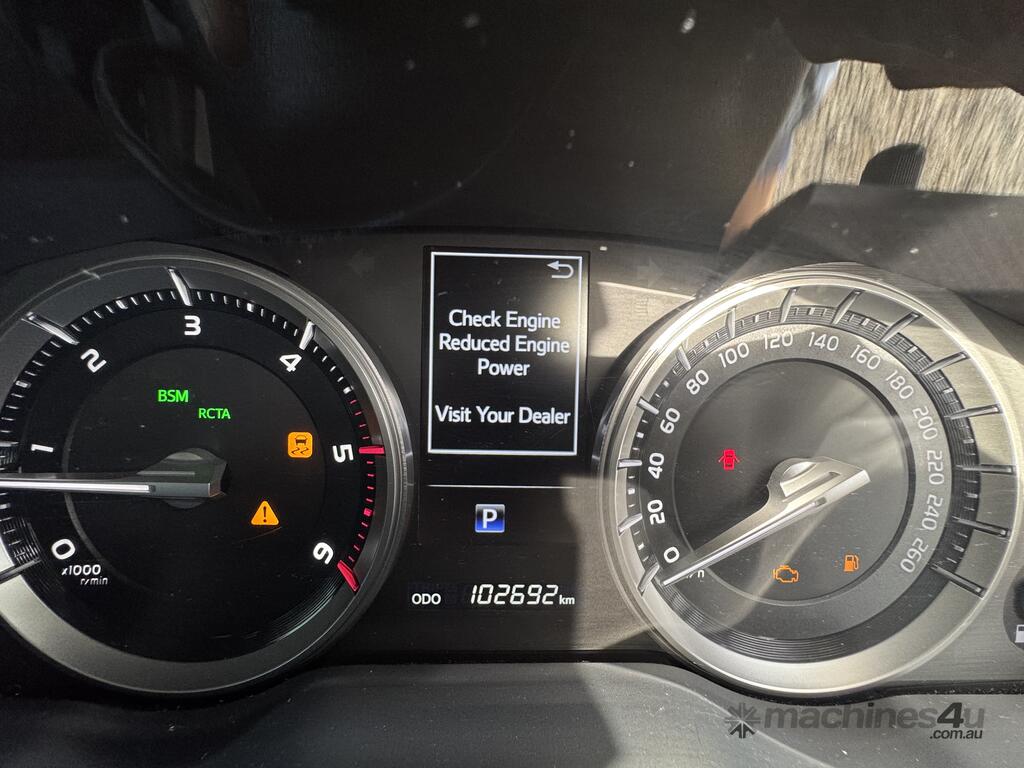 Check Engine
Reduced Engine
Power
Visit Your Dealer
BSM
RCTA
0
1
2
3
4
5
6
x1000
r/min
P
ODO 102692 km
0
20
40
60
80
100
120
140
160
180
200
220
240
260
machines4u
.com.au